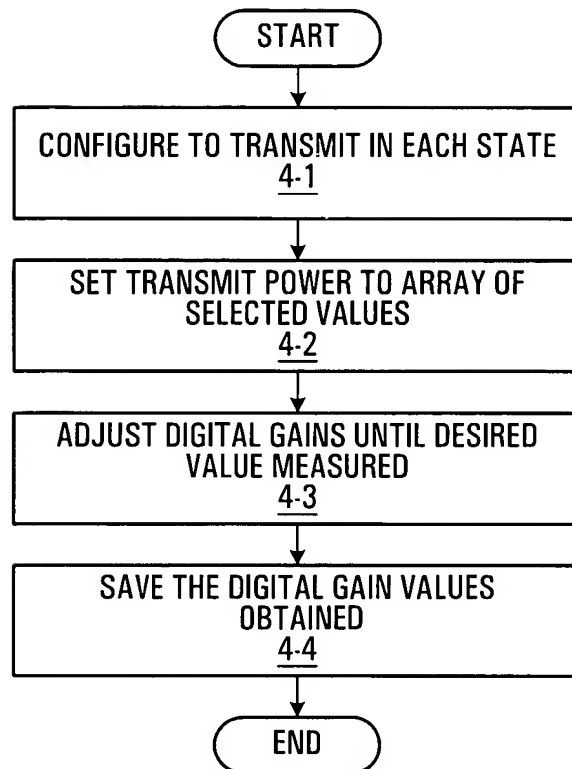 START
CONFIGURE TO TRANSMIT IN EACH STATE
4-1
SET TRANSMIT POWER TO ARRAY OF
SELECTED VALUES
4-2
ADJUST DIGITAL GAINS UNTIL DESIRED
VALUE MEASURED
4-3
SAVE THE DIGITAL GAIN VALUES
OBTAINED
4-4
END